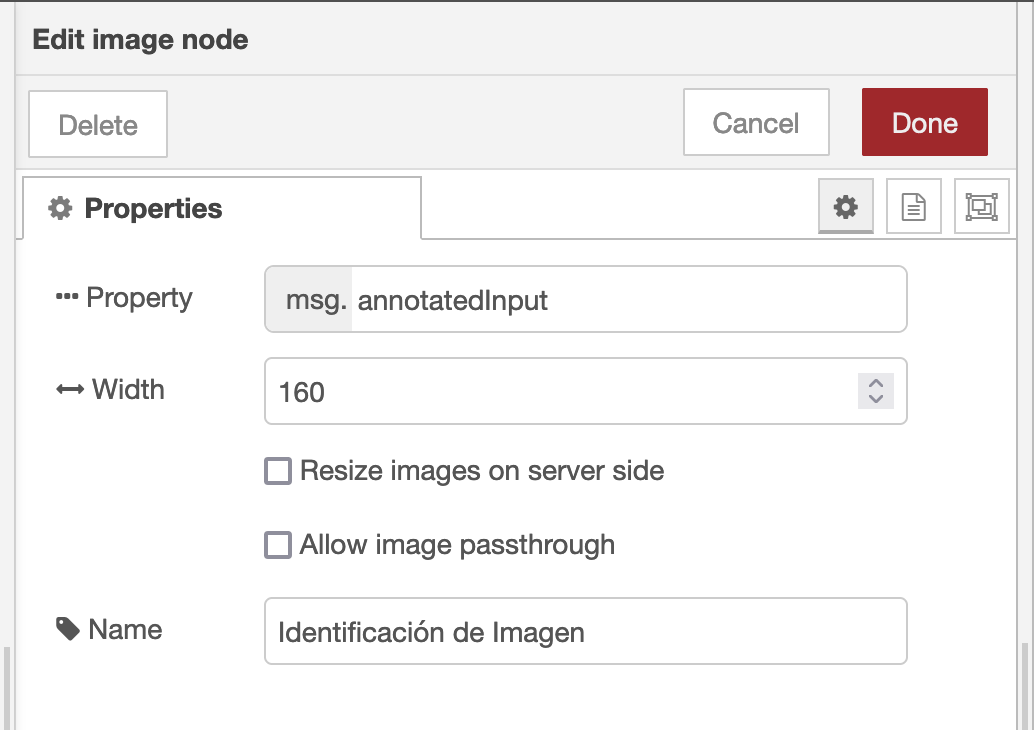 Edit image node
Delete
Cancel
Done
Properties
Property
msg. annotatedInput
Width
160
Resize images on server side
Allow image passthrough
Name
Identificación de Imagen